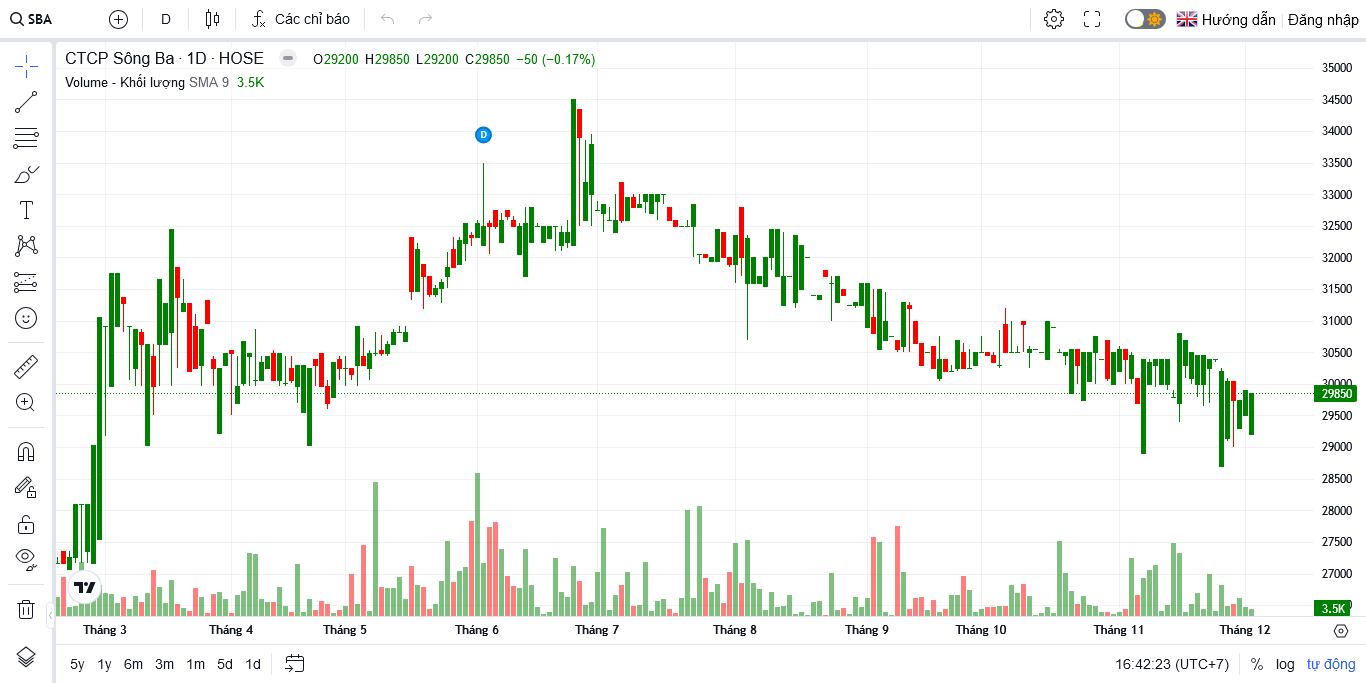 SBA D Các chỉ báo Hướng dẫn Đăng nhập
CTCP Sông Ba · 1D · HOSE O29200 H29850 L29200 C29850 −50 (−0.17%)
Volume - Khối lượng SMA 9 3.5K
D
35000
34500
34000
33500
33000
32500
32000
31500
31000
30500
30000
29850
29500
29000
28500
28000
27500
27000
3.5K
Tháng 3 Tháng 4 Tháng 5 Tháng 6 Tháng 7 Tháng 8 Tháng 9 Tháng 10 Tháng 11 Tháng 12
5y 1y 6m 3m 1m 5d 1d 16:42:23 (UTC+7) % log tự động